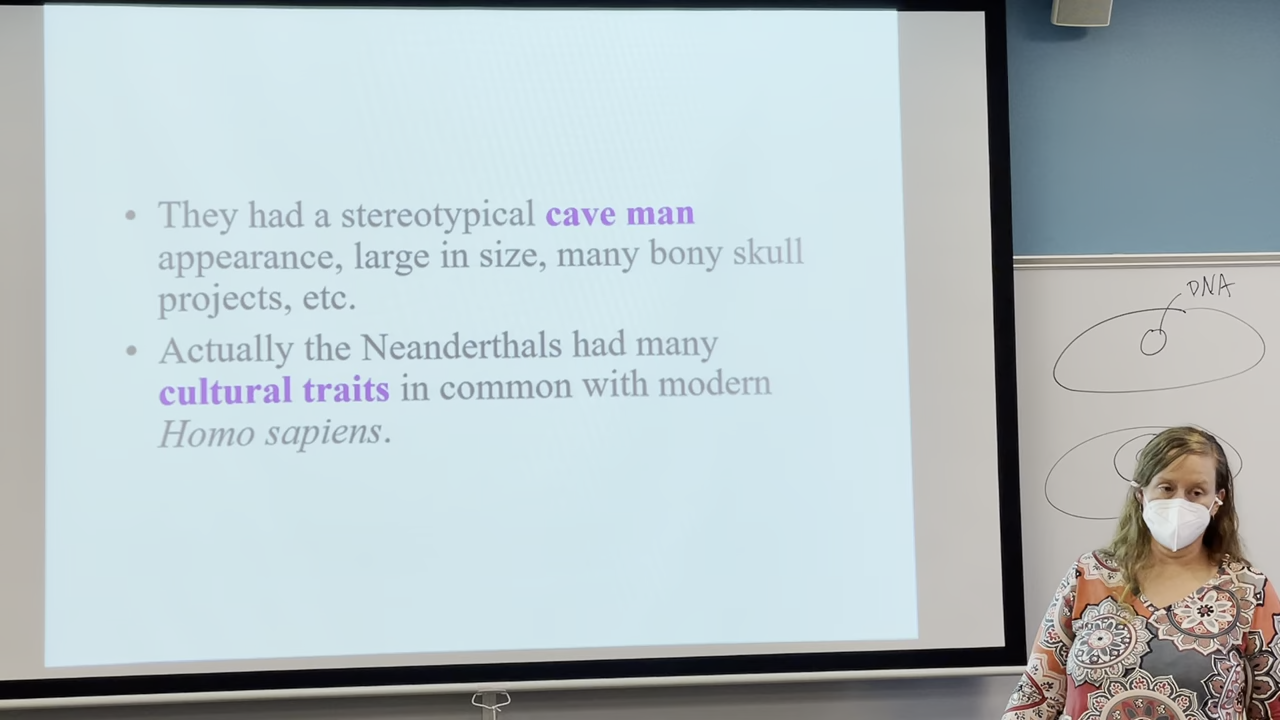 • They had a stereotypical cave man
appearance, large in size, many bony skull
projects, etc.
• Actually the Neanderthals had many
cultural traits in common with modern
Homo sapiens.
DNA